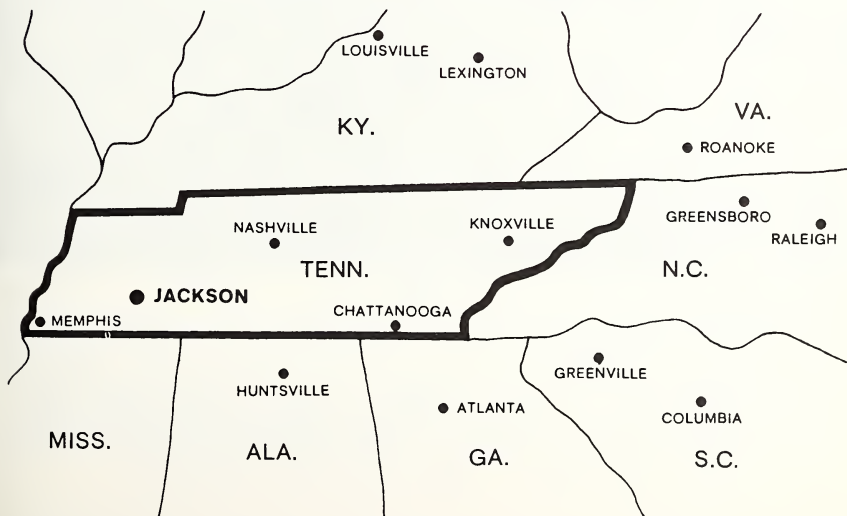 LOUISVILLE
LEXINGTON
KY.
VA.
ROANOKE
NASHVILLE
KNOXVILLE
GREENSBORO
RALEIGH
TENN.
N.C.
JACKSON
MEMPHIS
CHATTANOOGA
HUNTSVILLE
GREENVILLE
ATLANTA
COLUMBIA
MISS.
ALA.
GA.
S.C.